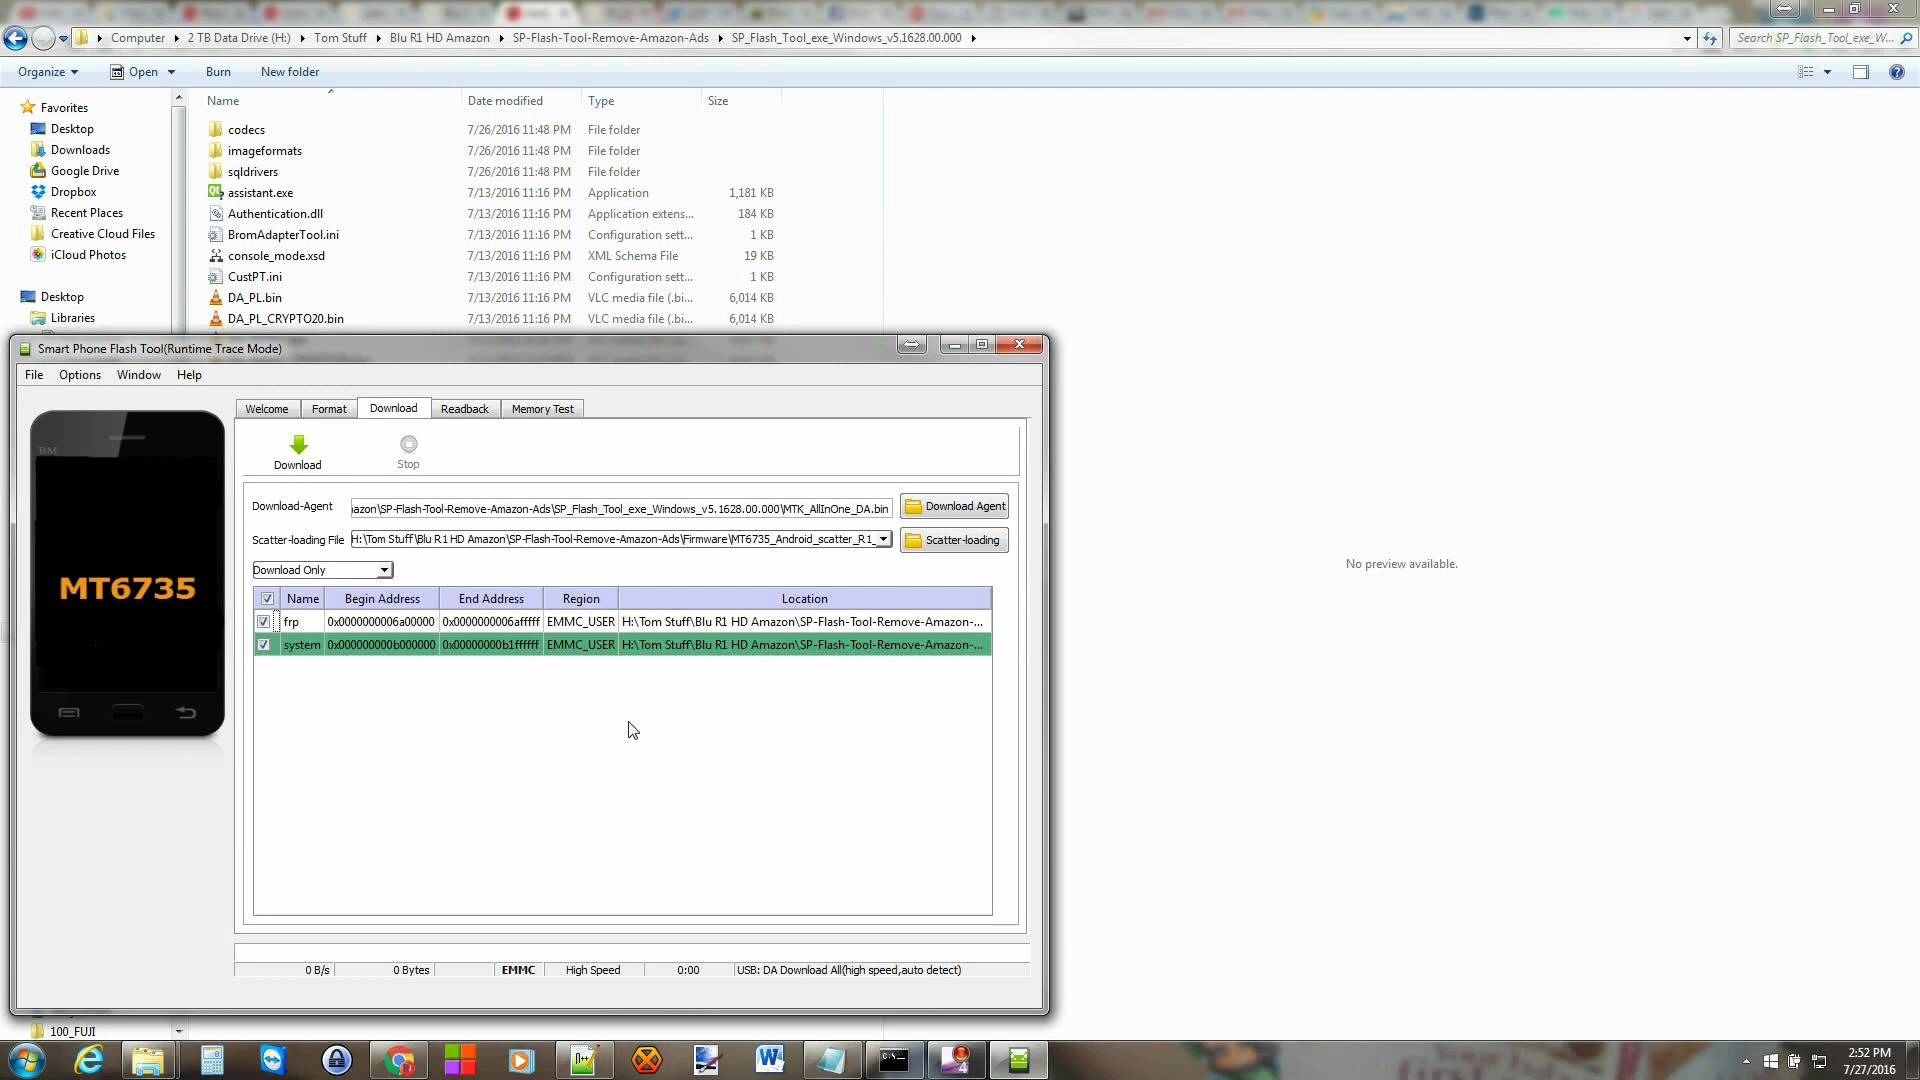 Computer ▸ 2 TB Data Drive (H:) ▸ Tom Stuff ▸ Blu R1 HD Amazon ▸ SP-Flash-Tool-Remove-Amazon-Ads ▸ SP_Flash_Tool_exe_Windows_v5.1628.00.000 ▸
Search SP_Flash_Tool_exe_W...
Organize Open Burn New folder
Name Date modified Type Size
Favorites
Desktop
Downloads
Google Drive
Dropbox
Recent Places
Creative Cloud Files
iCloud Photos
Desktop
Libraries
codecs 7/26/2016 11:48 PM File folder
imageformats 7/26/2016 11:48 PM File folder
sqldrivers 7/26/2016 11:48 PM File folder
assistant.exe 7/13/2016 11:16 PM Application 1,181 KB
Authentication.dll 7/13/2016 11:16 PM Application extens... 184 KB
BromAdapterTool.ini 7/13/2016 11:16 PM Configuration sett... 1 KB
console_mode.xsd 7/13/2016 11:16 PM XML Schema File 19 KB
CustPT.ini 7/13/2016 11:16 PM Configuration sett... 1 KB
DA_PL.bin 7/13/2016 11:16 PM VLC media file (.bi... 6,014 KB
DA_PL_CRYPTO20.bin 7/13/2016 11:16 PM VLC media file (.bi... 6,014 KB
Smart Phone Flash Tool(Runtime Trace Mode)
File Options Window Help
Welcome Format Download Readback Memory Test
Download Stop
BM
MT6735
Download-Agent azon\SP-Flash-Tool-Remove-Amazon-Ads\SP_Flash_Tool_exe_Windows_v5.1628.00.000\MTK_AllInOne_DA.bin Download Agent
Scatter-loading File H:\Tom Stuff\Blu R1 HD Amazon\SP-Flash-Tool-Remove-Amazon-Ads\Firmware\MT6735_Android_scatter_R1_ Scatter-loading
Download Only
Name Begin Address End Address Region Location
frp 0x0000000006a00000 0x0000000006afffff EMMC_USER H:\Tom Stuff\Blu R1 HD Amazon\SP-Flash-Tool-Remove-Amazon-...
system 0x000000000b000000 0x00000000b1ffffff EMMC_USER H:\Tom Stuff\Blu R1 HD Amazon\SP-Flash-Tool-Remove-Amazon-...
0 B/s 0 Bytes EMMC High Speed 0:00 USB: DA Download All(high speed,auto detect)
No preview available.
100_FUJI
2:52 PM
7/27/2016